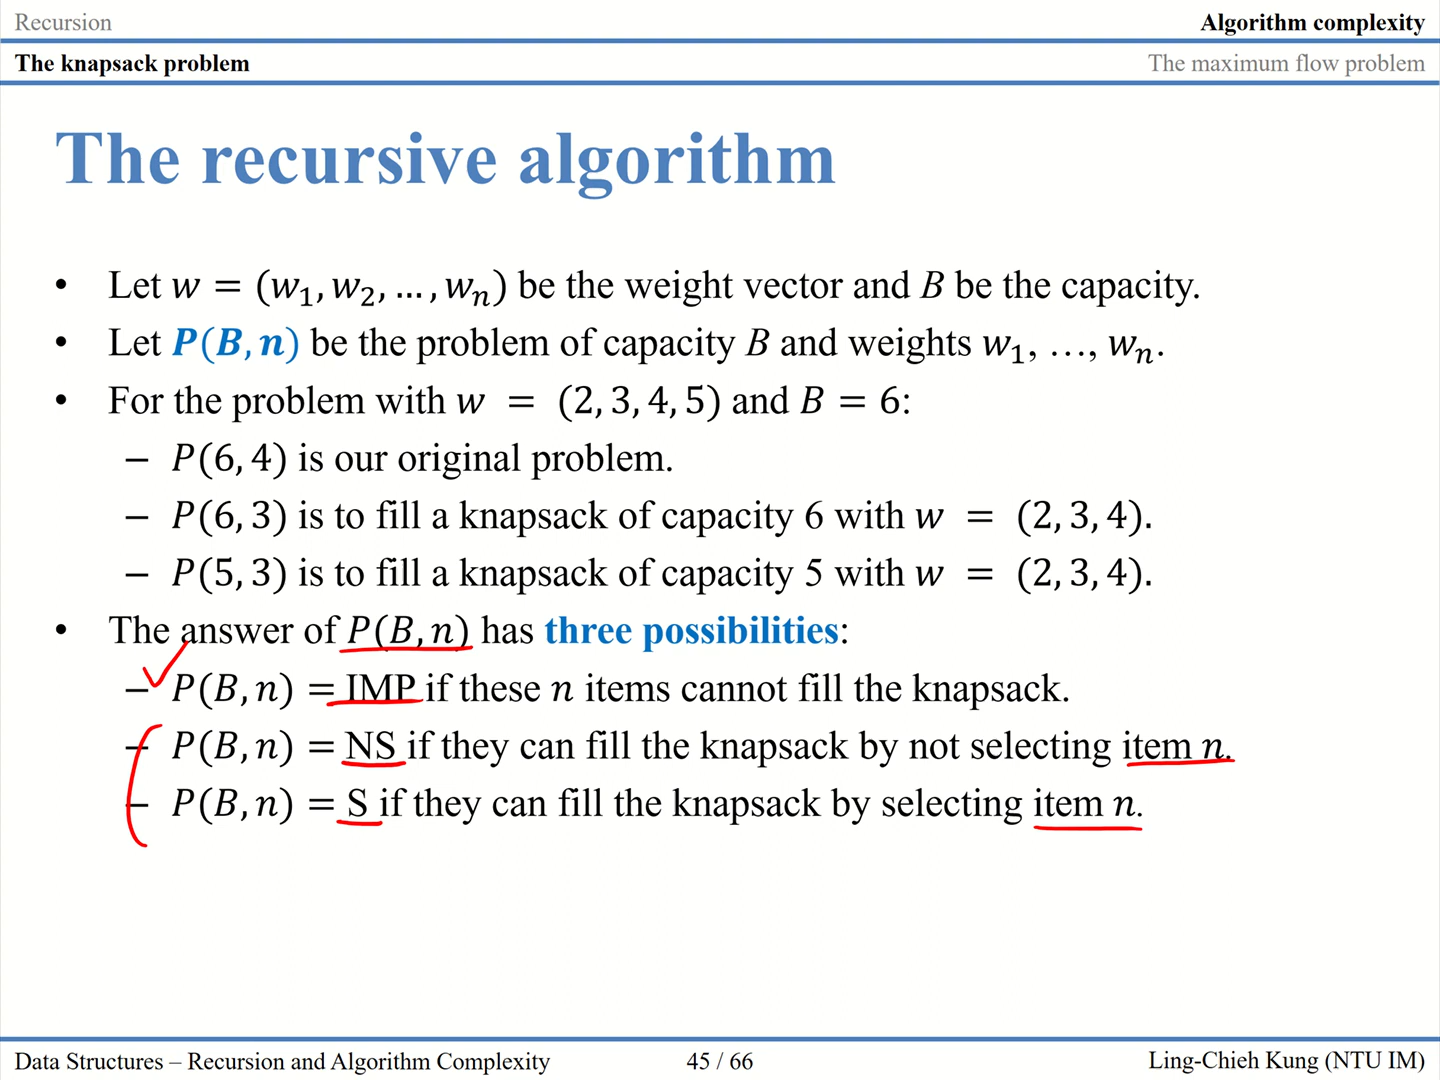 Recursion
Algorithm complexity
The knapsack problem
The maximum flow problem
The recursive algorithm
• Let w = (w₁, w₂, … , wₙ) be the weight vector and B be the capacity.
• Let P(B, n) be the problem of capacity B and weights w₁, …, wₙ.
• For the problem with w = (2, 3, 4, 5) and B = 6:
– P(6, 4) is our original problem.
– P(6, 3) is to fill a knapsack of capacity 6 with w = (2, 3, 4).
– P(5, 3) is to fill a knapsack of capacity 5 with w = (2, 3, 4).
• The answer of P(B, n) has three possibilities:
– P(B, n) = IMP if these n items cannot fill the knapsack.
– P(B, n) = NS if they can fill the knapsack by not selecting item n.
– P(B, n) = S if they can fill the knapsack by selecting item n.
Data Structures – Recursion and Algorithm Complexity
45 / 66
Ling-Chieh Kung (NTU IM)